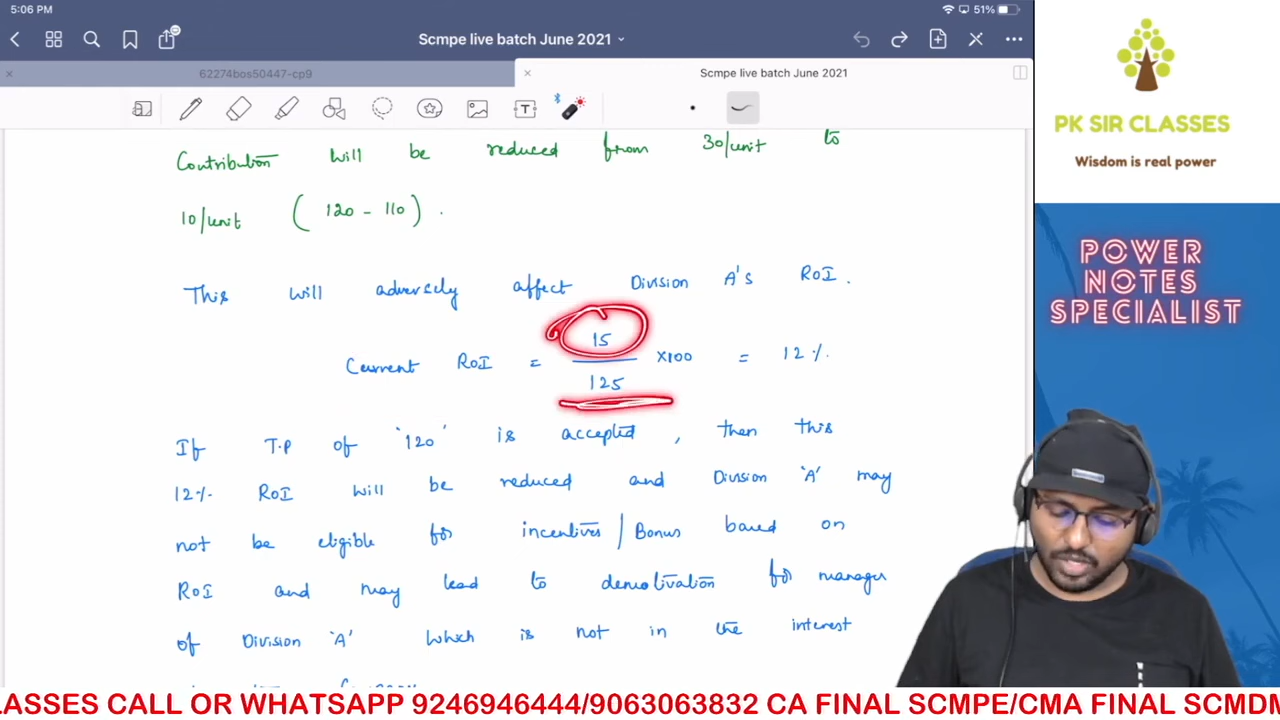 5:06 PM
51%
Scmpe live batch June 2021
62274bos50447-cp9
Scmpe live batch June 2021
Contribution will be reduced from 30/unit to
10/unit (120 - 110).
This will adversely affect Division A's ROI.
Current ROI = 15/125 ×100 = 12%.
If T.P of '120' is accepted, then this
12% ROI will be reduced and Division 'A' may
not be eligible for incentives/Bonus based on
ROI and may lead to demotivation for manager
of Division 'A' which is not in the interest
PK SIR CLASSES
Wisdom is real power
POWER
NOTES
SPECIALIST
LASSES CALL OR WHATSAPP 9246946444/9063063832 CA FINAL SCMPE/CMA FINAL SCMD